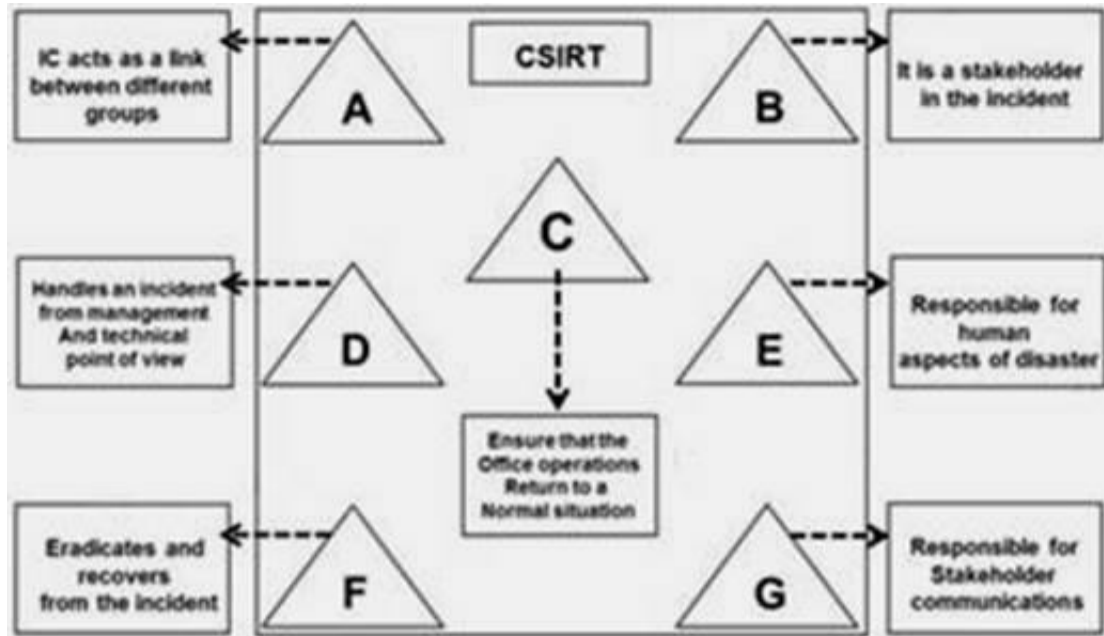 IC acts as a link
between different
groups
A
CSIRT
B
It is a stakeholder
in the incident
C
Handles an incident
from management
And technical
point of view
D
E
Responsible for
human
aspects of disaster
Ensure that the
Office operations
Return to a
Normal situation
Eradicates and
recovers
from the incident
F
G
Responsible for
Stakeholder
communications